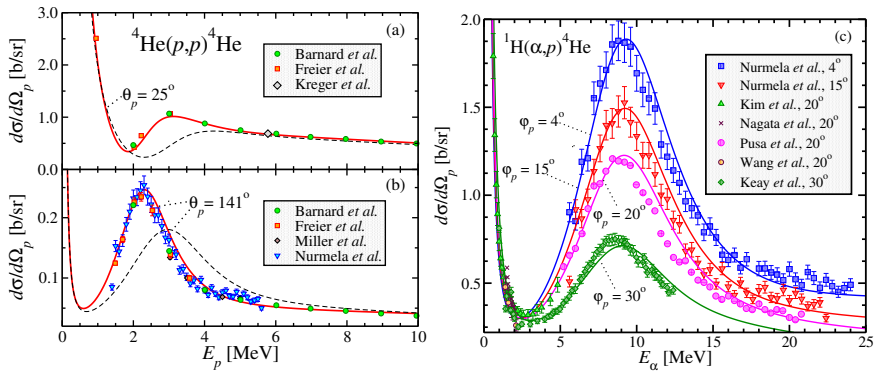 ⁴He(p,p)⁴He
(a)
Barnard et al.
Freier et al.
Kreger et al.
θp = 25°
dσ/dΩp [b/sr]
3.0
2.0
1.0
0.0
(b)
Barnard et al.
Freier et al.
Miller et al.
Nurmela et al.
θp = 141°
dσ/dΩp [b/sr]
0.2
0.1
0
2
4
6
8
10
Ep [MeV]
¹H(α,p)⁴He
(c)
Nurmela et al., 4°
Nurmela et al., 15°
Kim et al., 20°
Nagata et al., 20°
Pusa et al., 20°
Wang et al., 20°
Keay et al., 30°
φp = 4°
φp = 15°
φp = 20°
φp = 30°
dσ/dΩp [b/sr]
2.0
1.5
1.0
0.5
0
5
10
15
20
25
Eα [MeV]